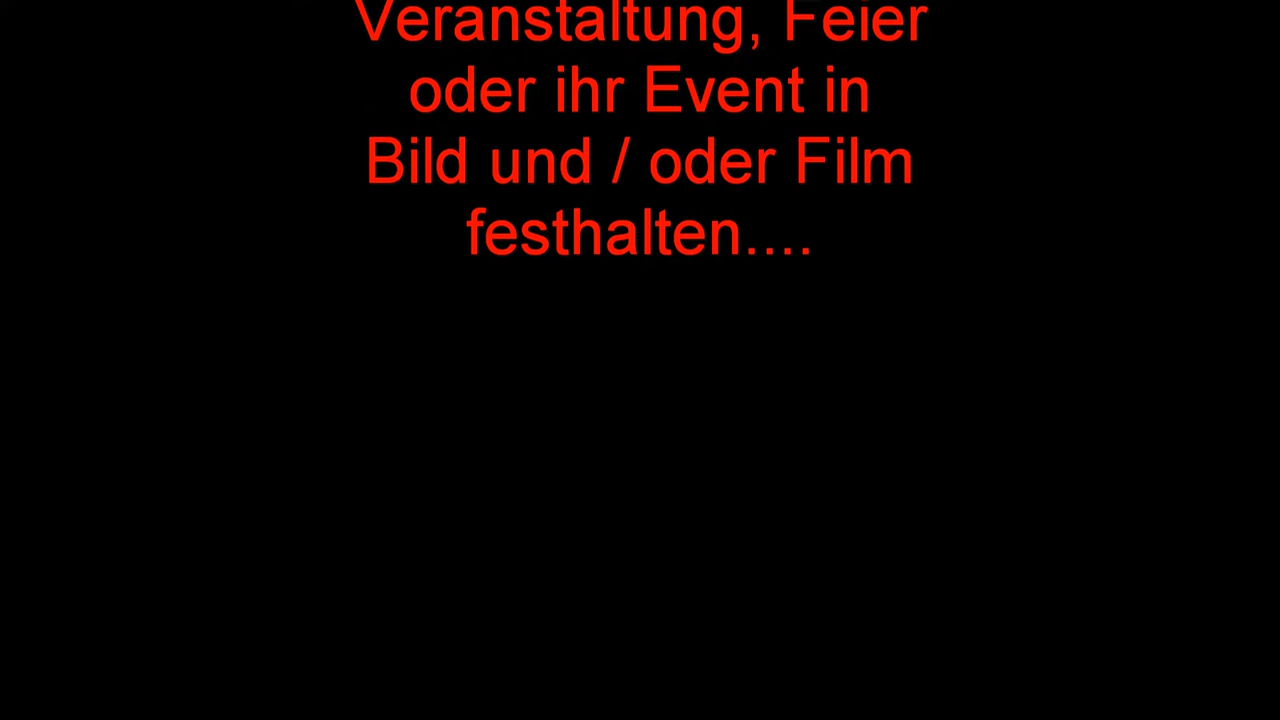 Veranstaltung, Feier
oder ihr Event in
Bild und / oder Film
festhalten....